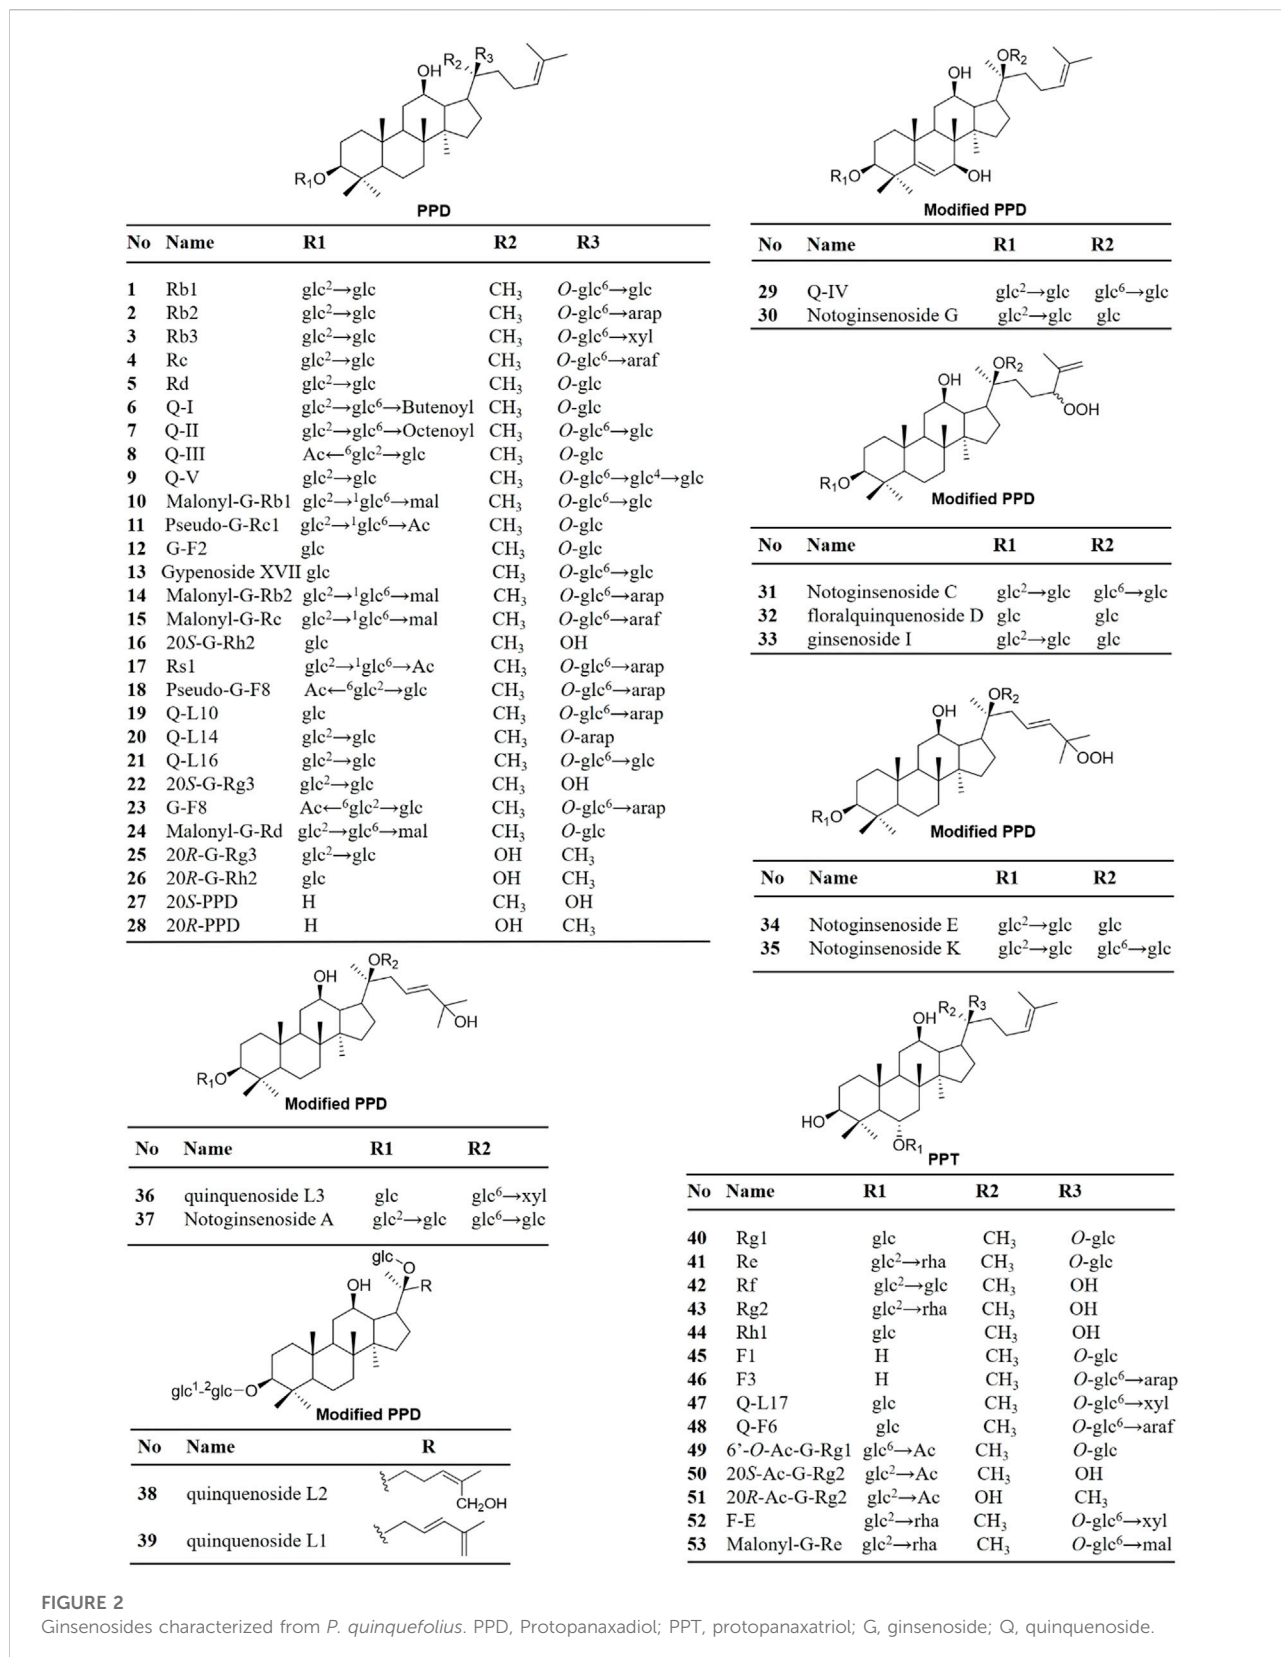 OH R₂ R₃
R₁O
PPD
No Name R1 R2 R3
1 Rb1 glc²→glc CH₃ O-glc⁶→glc
2 Rb2 glc²→glc CH₃ O-glc⁶→arap
3 Rb3 glc²→glc CH₃ O-glc⁶→xyl
4 Rc glc²→glc CH₃ O-glc⁶→araf
5 Rd glc²→glc CH₃ O-glc
6 Q-I glc²→glc⁶→Butenoyl CH₃ O-glc
7 Q-II glc²→glc⁶→Octenoyl CH₃ O-glc⁶→glc
8 Q-III Ac←⁶glc²→glc CH₃ O-glc
9 Q-V glc²→glc CH₃ O-glc⁶→glc⁴→glc
10 Malonyl-G-Rb1 glc²→¹glc⁶→mal CH₃ O-glc⁶→glc
11 Pseudo-G-Rc1 glc²→¹glc⁶→Ac CH₃ O-glc
12 G-F2 glc CH₃ O-glc
13 Gypenoside XVII glc CH₃ O-glc⁶→glc
14 Malonyl-G-Rb2 glc²→¹glc⁶→mal CH₃ O-glc⁶→arap
15 Malonyl-G-Rc glc²→¹glc⁶→mal CH₃ O-glc⁶→araf
16 20S-G-Rh2 glc CH₃ OH
17 Rs1 glc²→¹glc⁶→Ac CH₃ O-glc⁶→arap
18 Pseudo-G-F8 Ac←⁶glc²→glc CH₃ O-glc⁶→arap
19 Q-L10 glc CH₃ O-glc⁶→arap
20 Q-L14 glc²→glc CH₃ O-arap
21 Q-L16 glc²→glc CH₃ O-glc⁶→glc
22 20S-G-Rg3 glc²→glc CH₃ OH
23 G-F8 Ac←⁶glc²→glc CH₃ O-glc⁶→arap
24 Malonyl-G-Rd glc²→glc⁶→mal CH₃ O-glc
25 20R-G-Rg3 glc²→glc OH CH₃
26 20R-G-Rh2 glc OH CH₃
27 20S-PPD H CH₃ OH
28 20R-PPD H OH CH₃
OH OR₂
OH
R₁O
Modified PPD
No Name R1 R2
36 quinquenoside L3 glc glc⁶→xyl
37 Notoginsenoside A glc²→glc glc⁶→glc
glc O
OH R
glc¹-²glc-O
Modified PPD
No Name R
38 quinquenoside L2
CH₂OH
39 quinquenoside L1
OH OR₂
R₁O OH
Modified PPD
No Name R1 R2
29 Q-IV glc²→glc glc⁶→glc
30 Notoginsenoside G glc²→glc glc
OH OR₂
OOH
R₁O
Modified PPD
No Name R1 R2
31 Notoginsenoside C glc²→glc glc⁶→glc
32 floralquinquenoside D glc glc
33 ginsenoside I glc²→glc glc
OH OR₂
OOH
R₁O
Modified PPD
No Name R1 R2
34 Notoginsenoside E glc²→glc glc
35 Notoginsenoside K glc²→glc glc⁶→glc
OH R₂ R₃
HO
OR₁
PPT
No Name R1 R2 R3
40 Rg1 glc CH₃ O-glc
41 Re glc²→rha CH₃ O-glc
42 Rf glc²→glc CH₃ OH
43 Rg2 glc²→rha CH₃ OH
44 Rh1 glc CH₃ OH
45 F1 H CH₃ O-glc
46 F3 H CH₃ O-glc⁶→arap
47 Q-L17 glc CH₃ O-glc⁶→xyl
48 Q-F6 glc CH₃ O-glc⁶→araf
49 6’-O-Ac-G-Rg1 glc⁶→Ac CH₃ O-glc
50 20S-Ac-G-Rg2 glc²→Ac CH₃ OH
51 20R-Ac-G-Rg2 glc²→Ac OH CH₃
52 F-E glc²→rha CH₃ O-glc⁶→xyl
53 Malonyl-G-Re glc²→rha CH₃ O-glc⁶→mal
FIGURE 2
Ginsenosides characterized from P. quinquefolius. PPD, Protopanaxadiol; PPT, protopanaxatriol; G, ginsenoside; Q, quinquenoside.